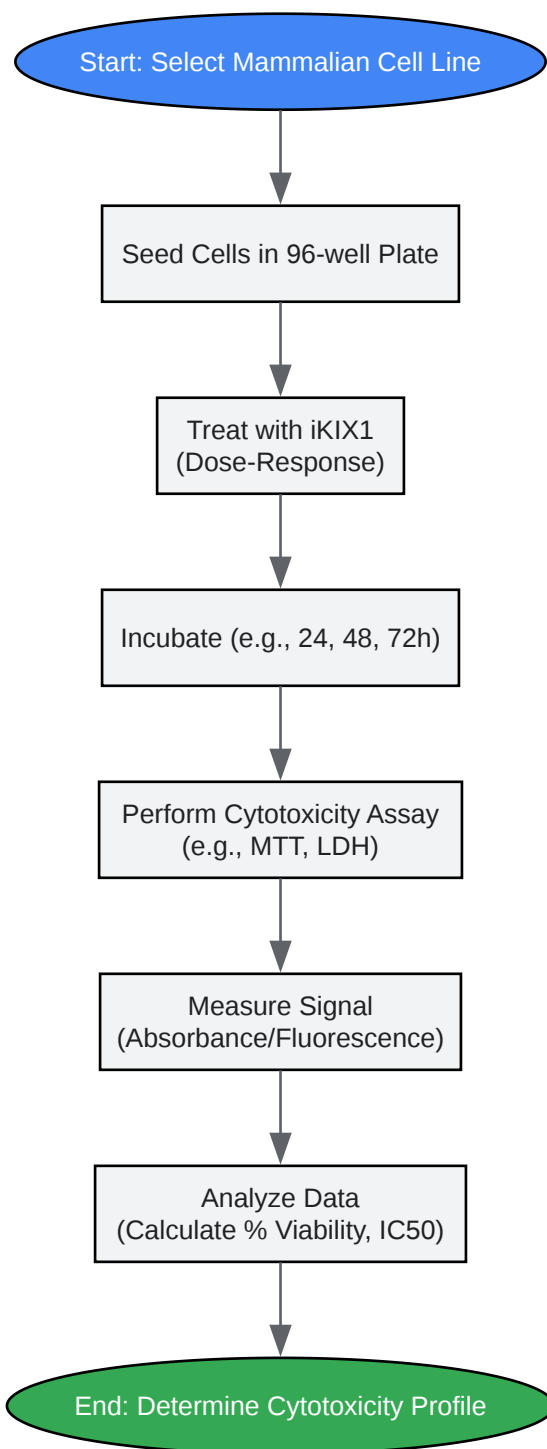 Start: Select Mammalian Cell Line
Seed Cells in 96-well Plate
Treat with iKIX1
(Dose-Response)
Incubate (e.g., 24, 48, 72h)
Perform Cytotoxicity Assay
(e.g., MTT, LDH)
Measure Signal
(Absorbance/Fluorescence)
Analyze Data
(Calculate % Viability, IC50)
End: Determine Cytotoxicity Profile